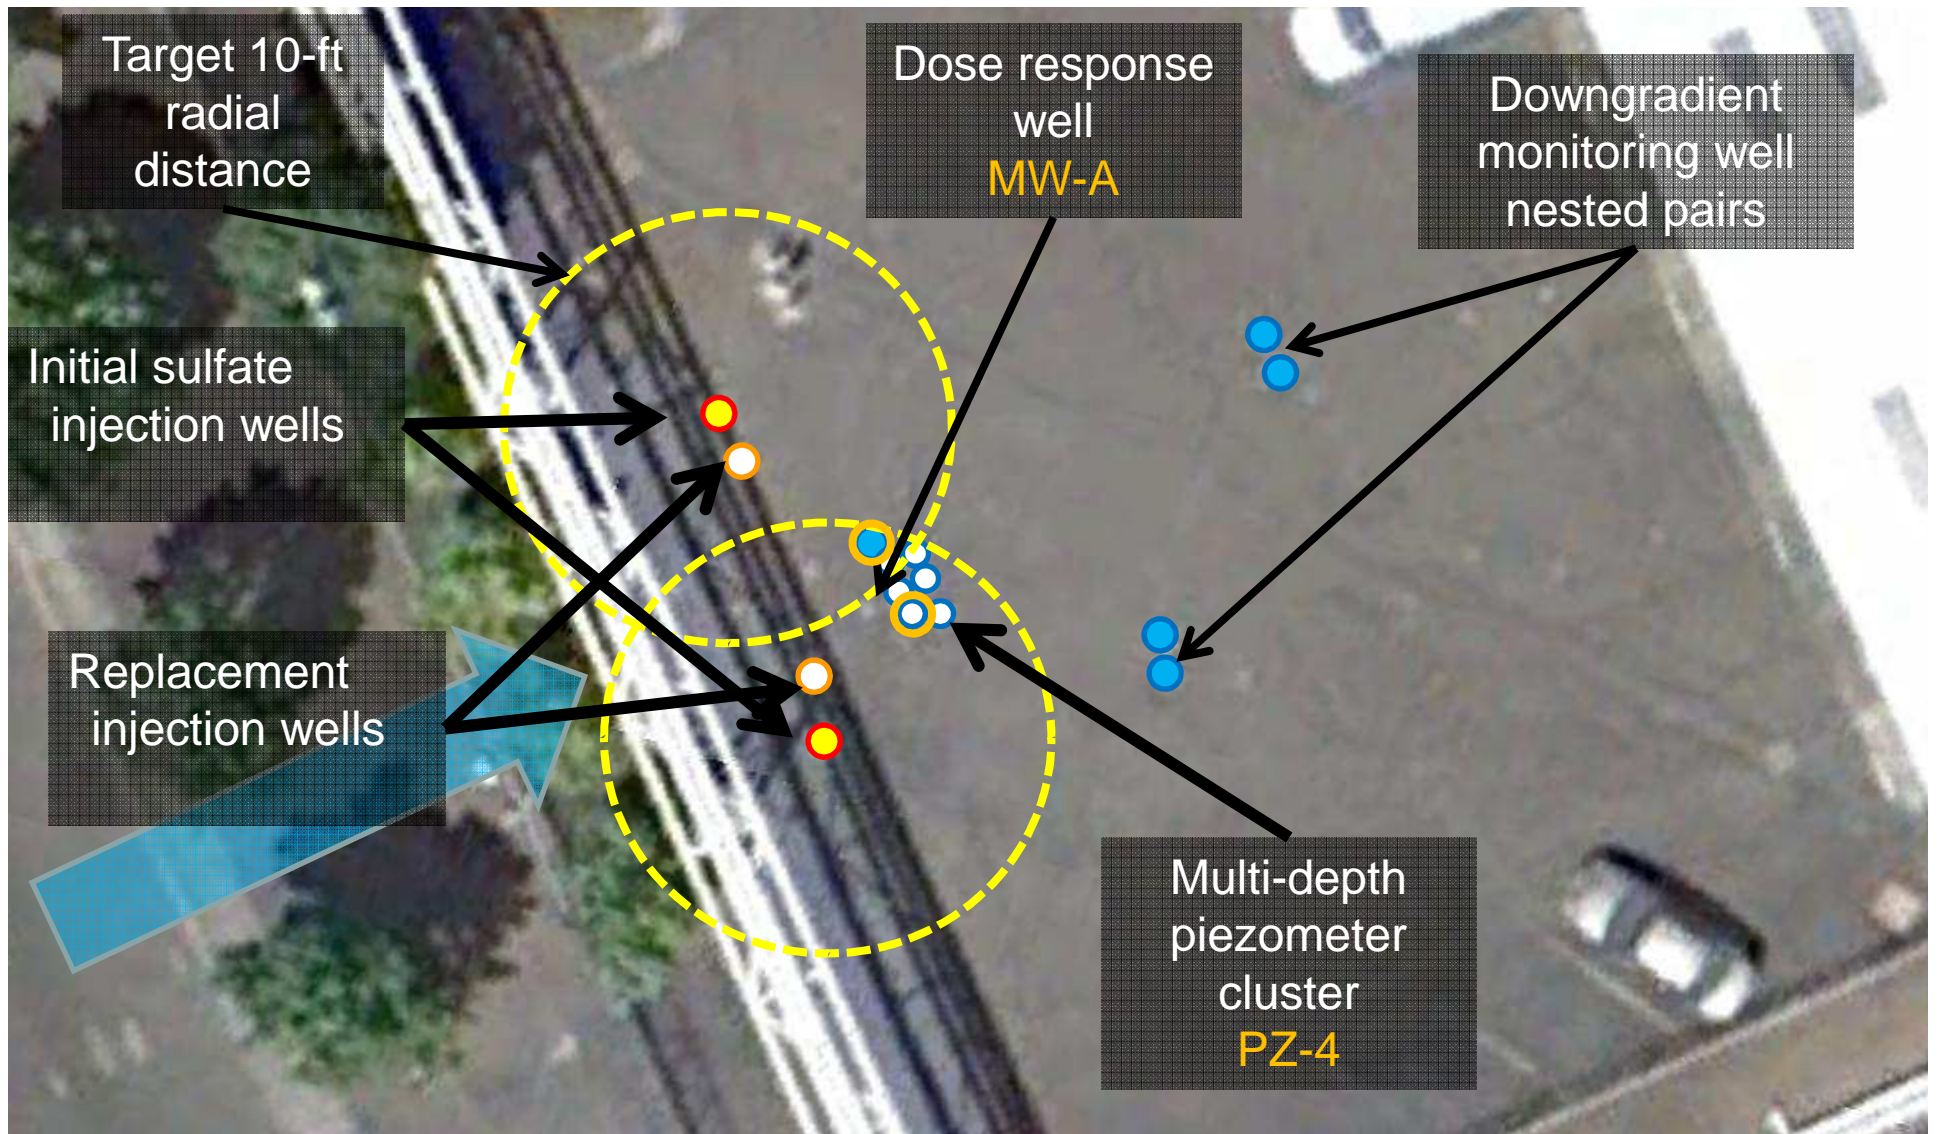 Target 10-ft
radial
distance
Dose response
well
MW-A
Downgradient
monitoring well
nested pairs
Initial sulfate
injection wells
Replacement
injection wells
Multi-depth
piezometer
cluster
PZ-4